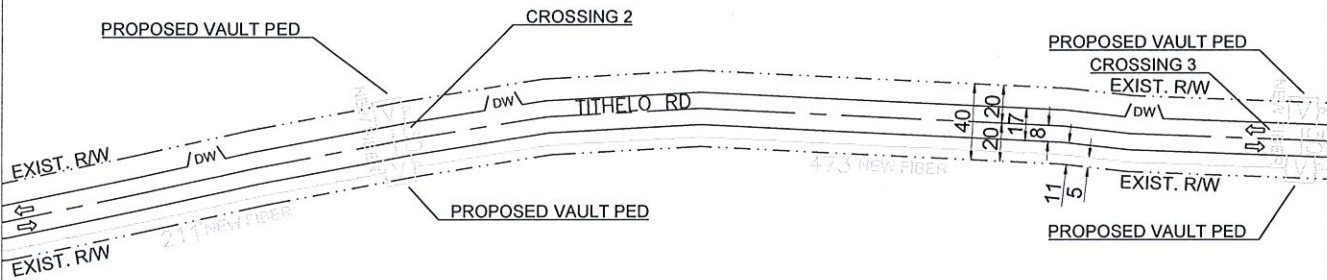 CROSSING 2
PROPOSED VAULT PED
PROPOSED VAULT PED
CROSSING 3
EXIST. R/W
DW
TITHELO RD
DW
DW
EXIST. R/W
40
20
20
17
8
11
5
473 NEW FIBER
EXIST. R/W
211 NEW FIBER
EXIST. R/W
PROPOSED VAULT PED
PROPOSED VAULT PED
V
V
V
V